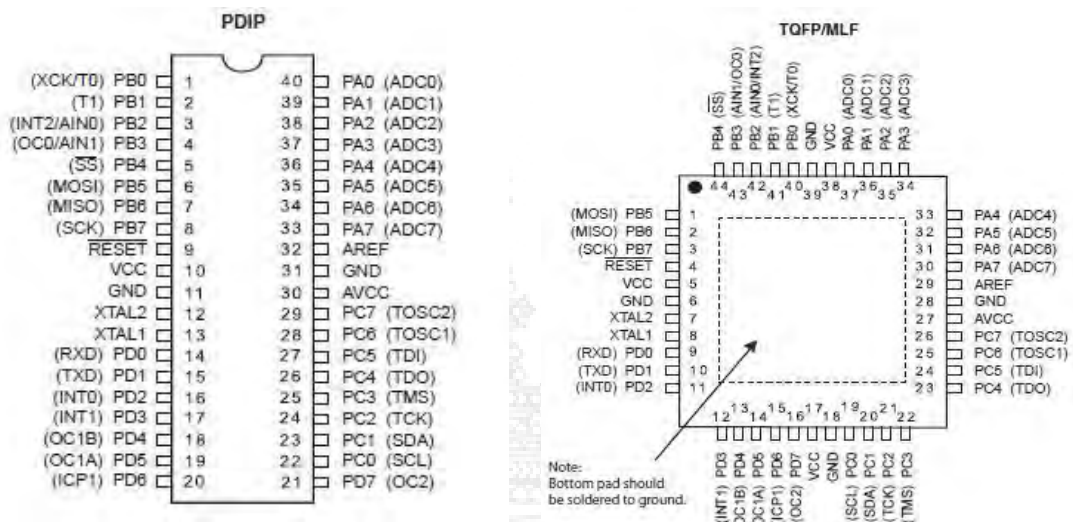 PDIP
(XCK/T0) PB0 1
(T1) PB1 2
(INT2/AIN0) PB2 3
(OC0/AIN1) PB3 4
(SS) PB4 5
(MOSI) PB5 6
(MISO) PB6 7
(SCK) PB7 8
RESET 9
VCC 10
GND 11
XTAL2 12
XTAL1 13
(RXD) PD0 14
(TXD) PD1 15
(INT0) PD2 16
(INT1) PD3 17
(OC1B) PD4 18
(OC1A) PD5 19
(ICP1) PD6 20
40 PA0 (ADC0)
39 PA1 (ADC1)
38 PA2 (ADC2)
37 PA3 (ADC3)
36 PA4 (ADC4)
35 PA5 (ADC5)
34 PA6 (ADC6)
33 PA7 (ADC7)
32 AREF
31 GND
30 AVCC
29 PC7 (TOSC2)
28 PC6 (TOSC1)
27 PC5 (TDI)
26 PC4 (TDO)
25 PC3 (TMS)
24 PC2 (TCK)
23 PC1 (SDA)
22 PC0 (SCL)
21 PD7 (OC2)
TQFP/MLF
PB4 (SS)
PB3 (AIN1/OC0)
PB2 (AIN0/INT2)
PB1 (T1)
PB0 (XCK/T0)
GND
VCC
PA0 (ADC0)
PA1 (ADC1)
PA2 (ADC2)
PA3 (ADC3)
44 43 42 41 40 39 38 37 36 35 34
(MOSI) PB5 1
(MISO) PB6 2
(SCK) PB7 3
RESET 4
VCC 5
GND 6
XTAL2 7
XTAL1 8
(RXD) PD0 9
(TXD) PD1 10
(INT0) PD2 11
33 PA4 (ADC4)
32 PA5 (ADC5)
31 PA6 (ADC6)
30 PA7 (ADC7)
29 AREF
28 GND
27 AVCC
26 PC7 (TOSC2)
25 PC6 (TOSC1)
24 PC5 (TDI)
23 PC4 (TDO)
12 13 14 15 16 17 18 19 20 21 22
(INT1) PD3
OC1B) PD4
OC1A) PD5
(ICP1) PD6
(OC2) PD7
VCC
GND
(SCL) PC0
(SDA) PC1
(TCK) PC2
(TMS) PC3
Note:
Bottom pad should
be soldered to ground.